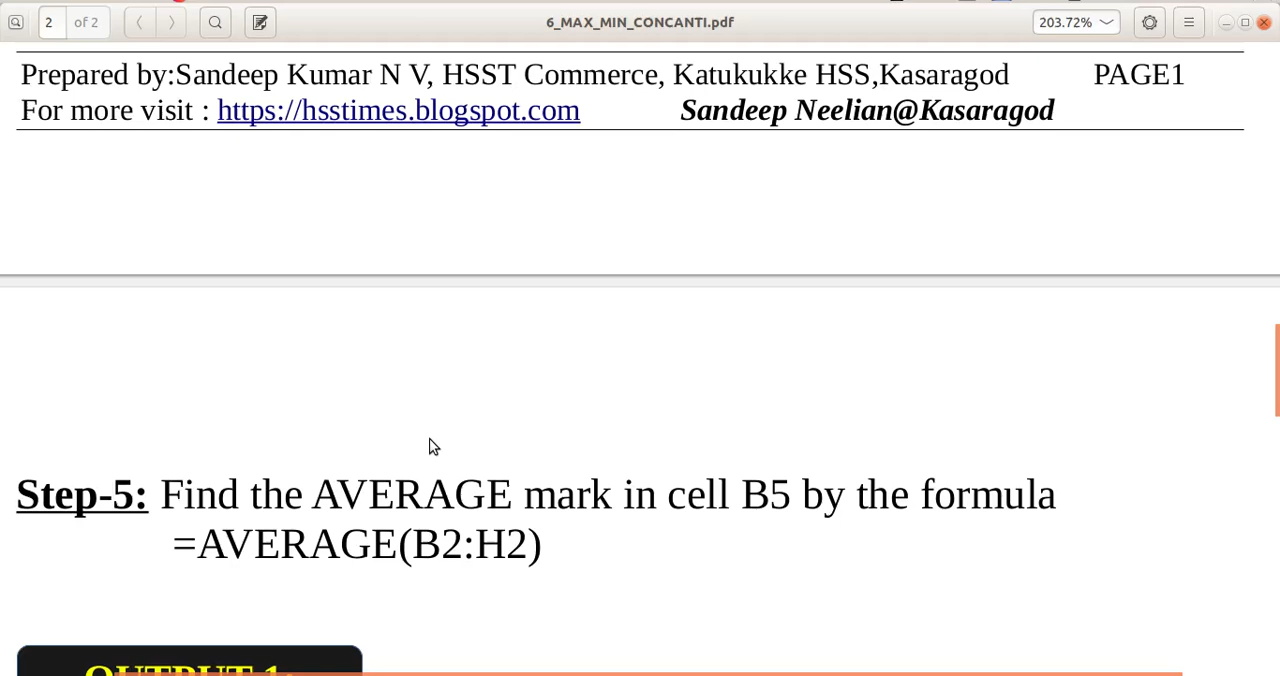 2 of 2 6_MAX_MIN_CONCANTI.pdf 203.72%
Prepared by:Sandeep Kumar N V, HSST Commerce, Katukukke HSS,Kasaragod PAGE1
For more visit : https://hsstimes.blogspot.com Sandeep Neelian@Kasaragod
Step-5: Find the AVERAGE mark in cell B5 by the formula
=AVERAGE(B2:H2)
OUTPUT 1: